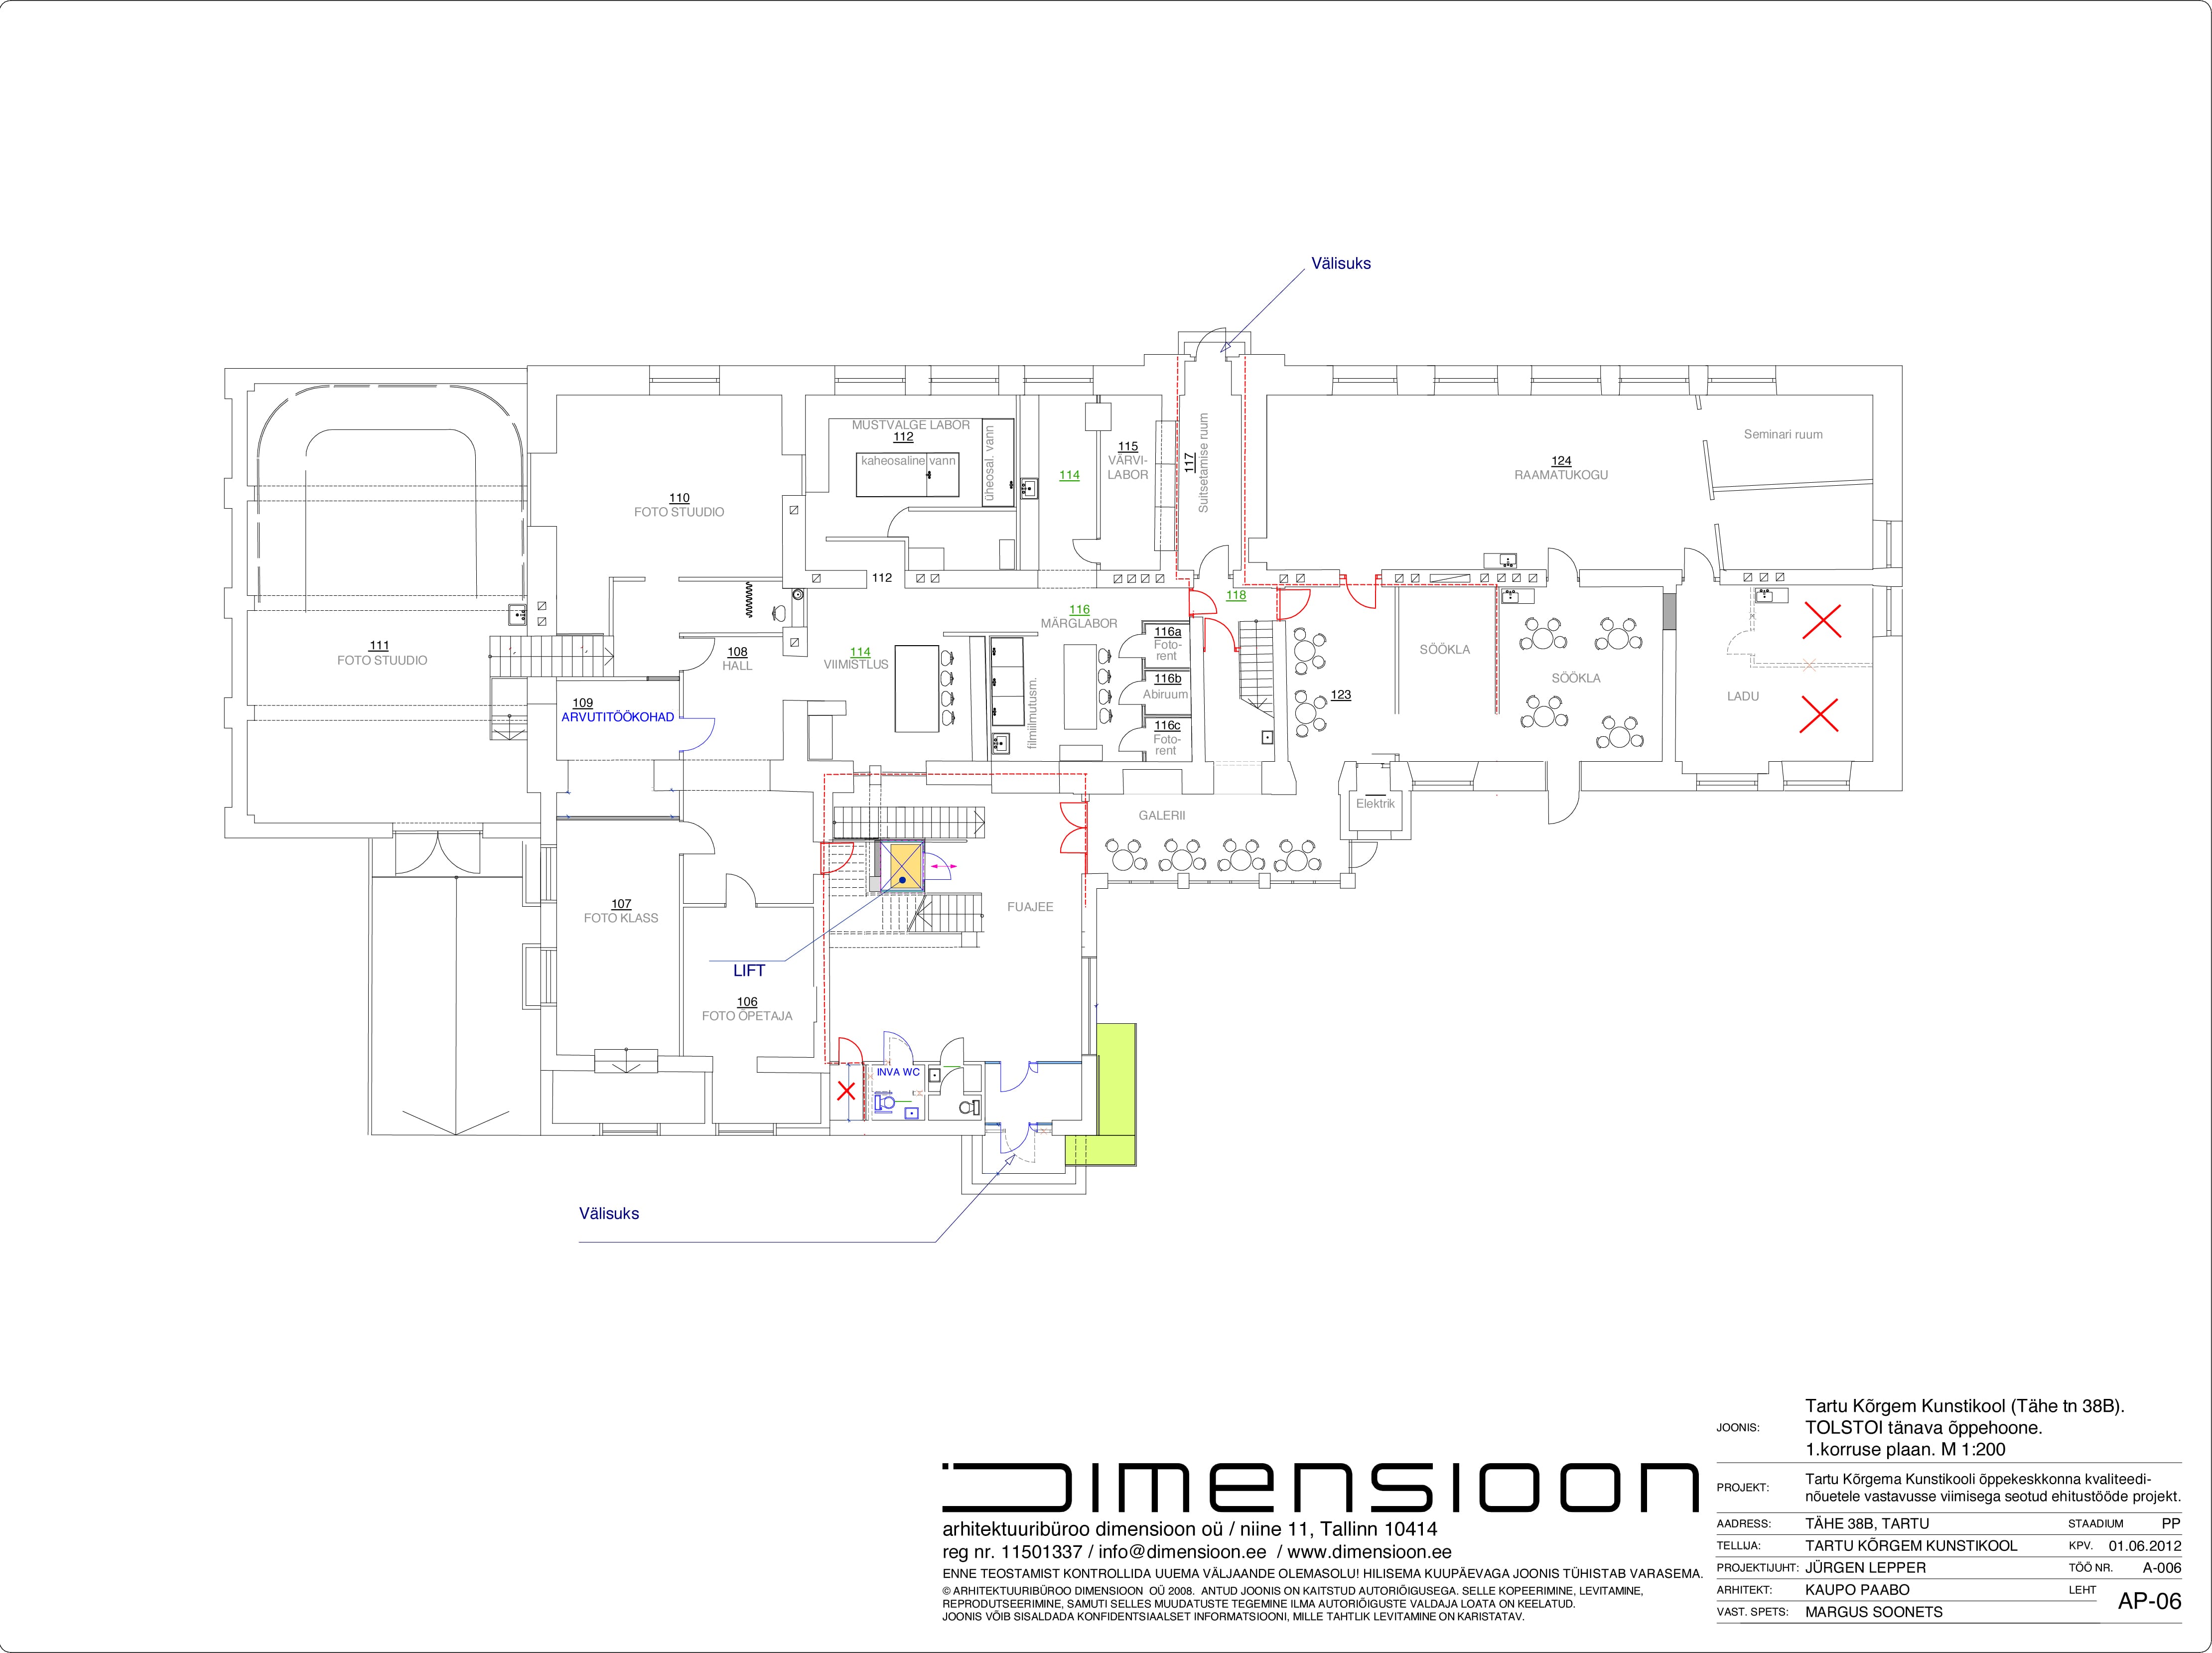 Välisuks
MUSTVALGE LABOR
112
kaheosaline vann
üheosal. vann
114
115
VÄRVI-
LABOR
117
Suitsetamise ruum
124
RAAMATUKOGU
Seminari ruum
110
FOTO STUUDIO
112
118
116
MÄRGLABOR
116a
Foto-
rent
116b
Abiruum
116c
Foto-
rent
111
FOTO STUUDIO
108
HALL
114
VIIMISTLUS
filmiilmutusm.
SÖÖKLA
SÖÖKLA
123
LADU
109
ARVUTITÖÖKOHAD
Elektrik
GALERII
107
FOTO KLASS
FUAJEE
LIFT
106
FOTO ÕPETAJA
INVA WC
Välisuks
JOONIS:
Tartu Kõrgem Kunstikool (Tähe tn 38B).
TOLSTOI tänava õppehoone.
1.korruse plaan. M 1:200
PROJEKT:
Tartu Kõrgema Kunstikooli õppekeskkonna kvaliteedi-
nõuetele vastavusse viimisega seotud ehitustööde projekt.
AADRESS: TÄHE 38B, TARTU STAADIUM PP
TELLIJA: TARTU KÕRGEM KUNSTIKOOL KPV. 01.06.2012
PROJEKTIJUHT: JÜRGEN LEPPER TÖÖ NR. A-006
ARHITEKT: KAUPO PAABO LEHT AP-06
VAST. SPETS: MARGUS SOONETS
DIMENSIOON
arhitektuuribüroo dimensioon oü / niine 11, Tallinn 10414
reg nr. 11501337 / info@dimensioon.ee / www.dimensioon.ee
ENNE TEOSTAMIST KONTROLLIDA UUEMA VÄLJAANDE OLEMASOLU! HILISEMA KUUPÄEVAGA JOONIS TÜHISTAB VARASEMA.
© ARHITEKTUURIBÜROO DIMENSIOON OÜ 2008. ANTUD JOONIS ON KAITSTUD AUTORIÕIGUSEGA. SELLE KOPEERIMINE, LEVITAMINE,
REPRODUTSEERIMINE, SAMUTI SELLES MUUDATUSTE TEGEMINE ILMA AUTORIÕIGUSTE VALDAJA LOATA ON KEELATUD.
JOONIS VÕIB SISALDADA KONFIDENTSIAALSET INFORMATSIOONI, MILLE TAHTLIK LEVITAMINE ON KARISTATAV.